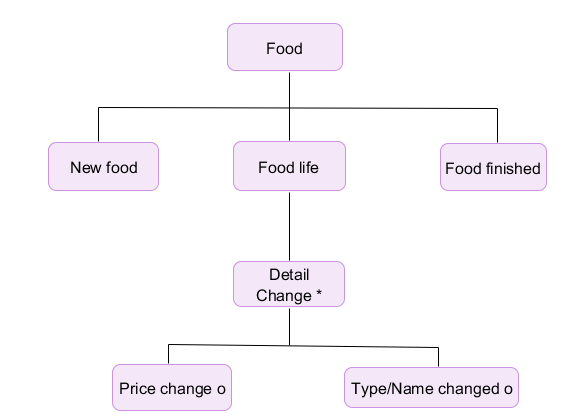 Food
New food
Food life
Food finished
Detail
Change *
Price change o
Type/Name changed o